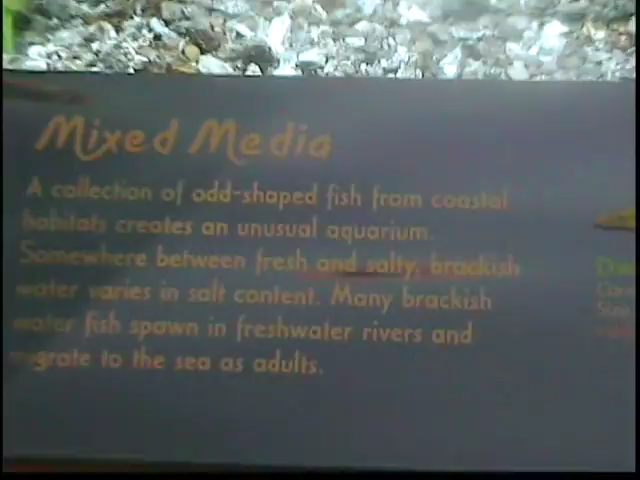 Mixed Media
A collection of odd-shaped fish from coastal
habitats creates an unusual aquarium.
Somewhere between fresh and salty, brackish
water varies in salt content. Many brackish
water fish spawn in freshwater rivers and
migrate to the sea as adults.